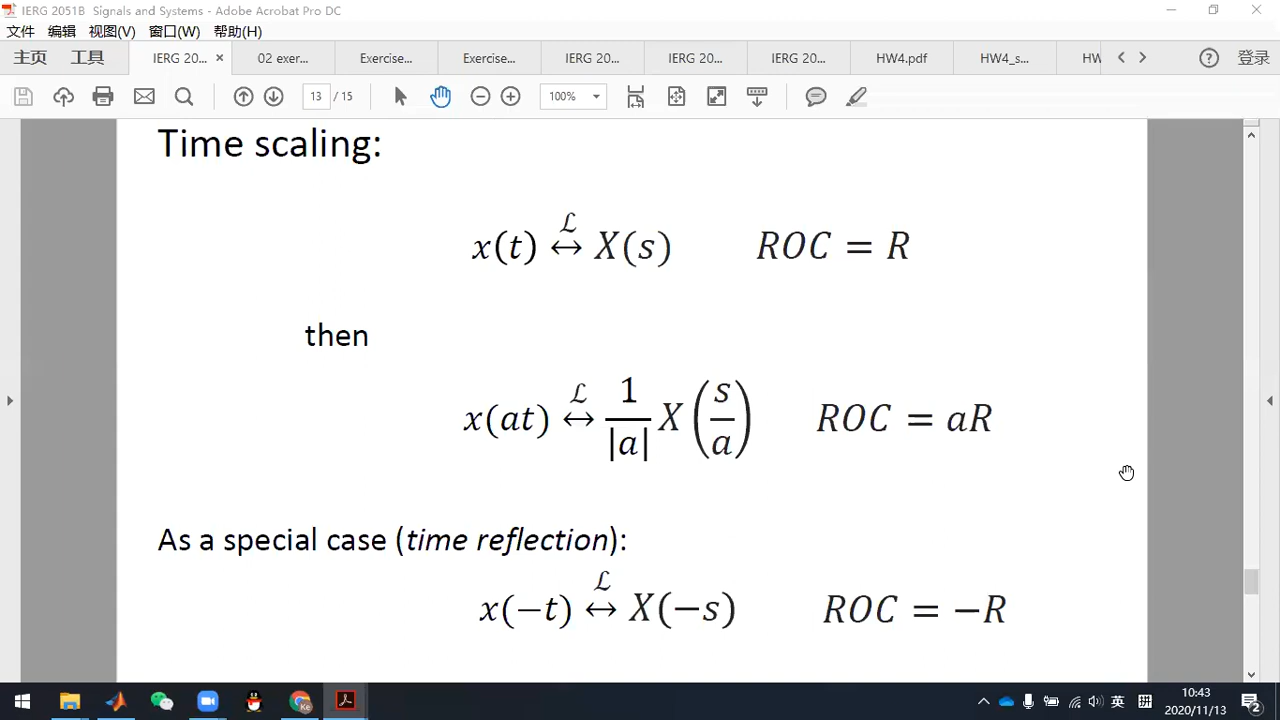 IERG 2051B Signals and Systems - Adobe Acrobat Pro DC
文件 编辑 视图(V) 窗口(W) 帮助(H)
主页 工具 IERG 20... × 02 exer... Exercise... Exercise... IERG 20... IERG 20... IERG 20... HW4.pdf HW4_s... HW 登录
13 / 15 100%
Time scaling:
x(t) ↔ℒ X(s) ROC = R
then
x(at) ↔ℒ 1/|a| X(s/a) ROC = aR
As a special case (time reflection):
x(−t) ↔ℒ X(−s) ROC = −R
英 拼 10:43
2020/11/13 2